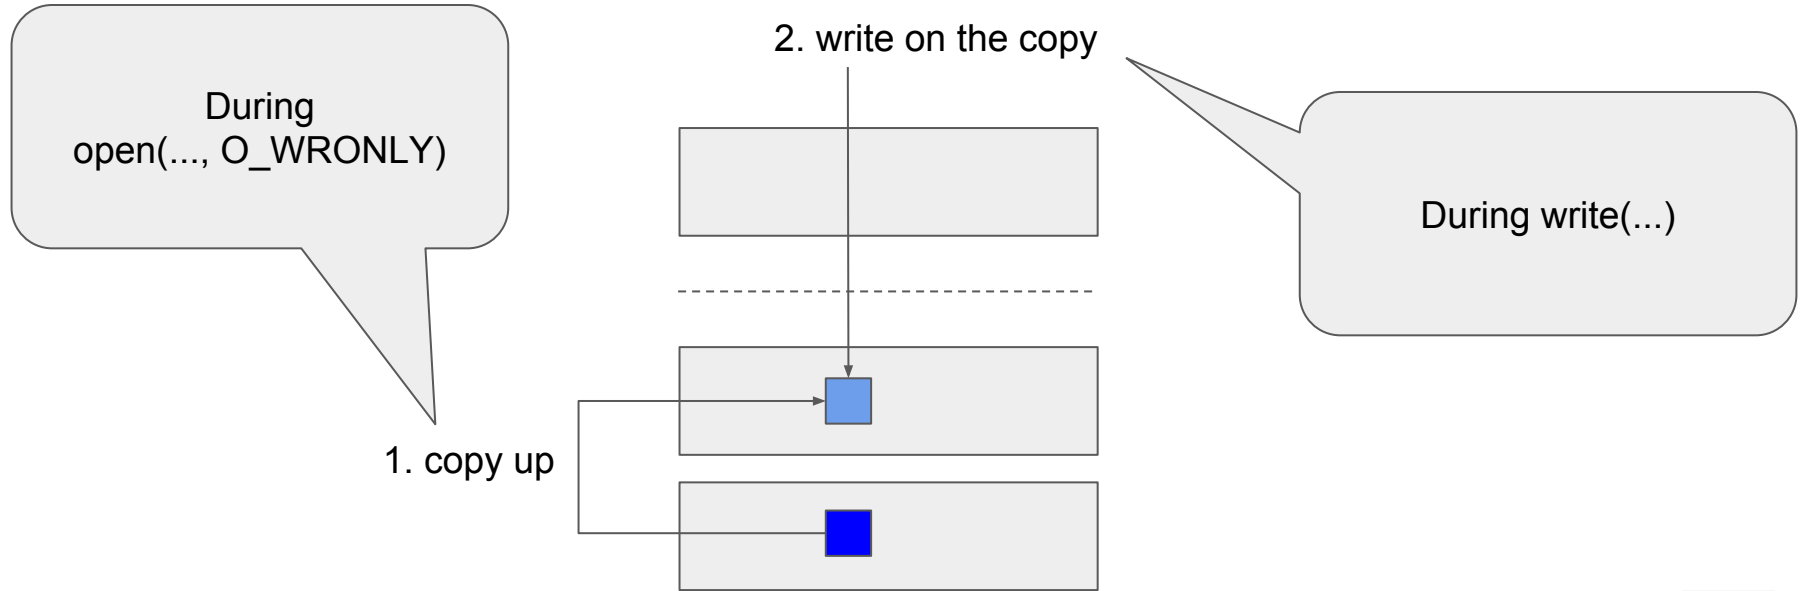 During
open(..., O_WRONLY)
2. write on the copy
During write(...)
1. copy up